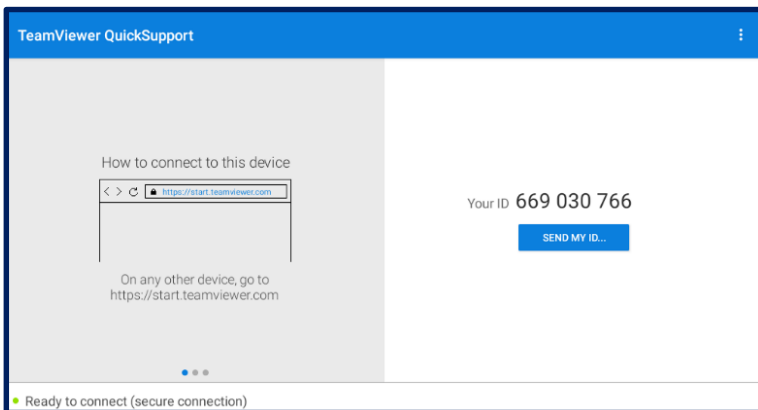 TeamViewer QuickSupport
How to connect to this device
https://start.teamviewer.com
On any other device, go to
https://start.teamviewer.com
Your ID 669 030 766
SEND MY ID...
Ready to connect (secure connection)